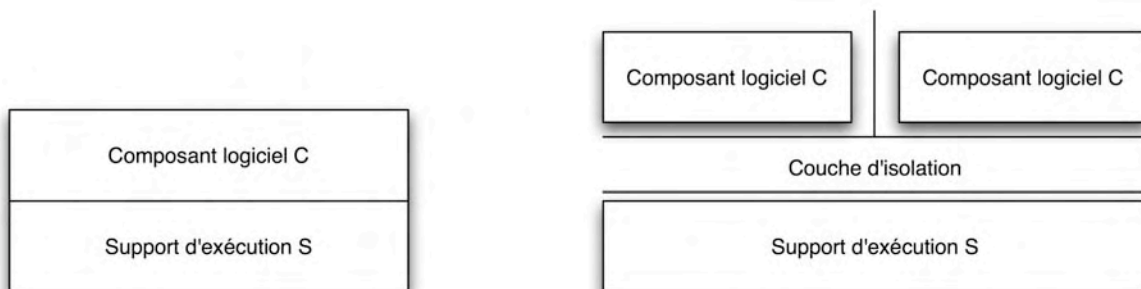 Composant logiciel C
Support d'exécution S
Composant logiciel C
Composant logiciel C
Couche d'isolation
Support d'exécution S